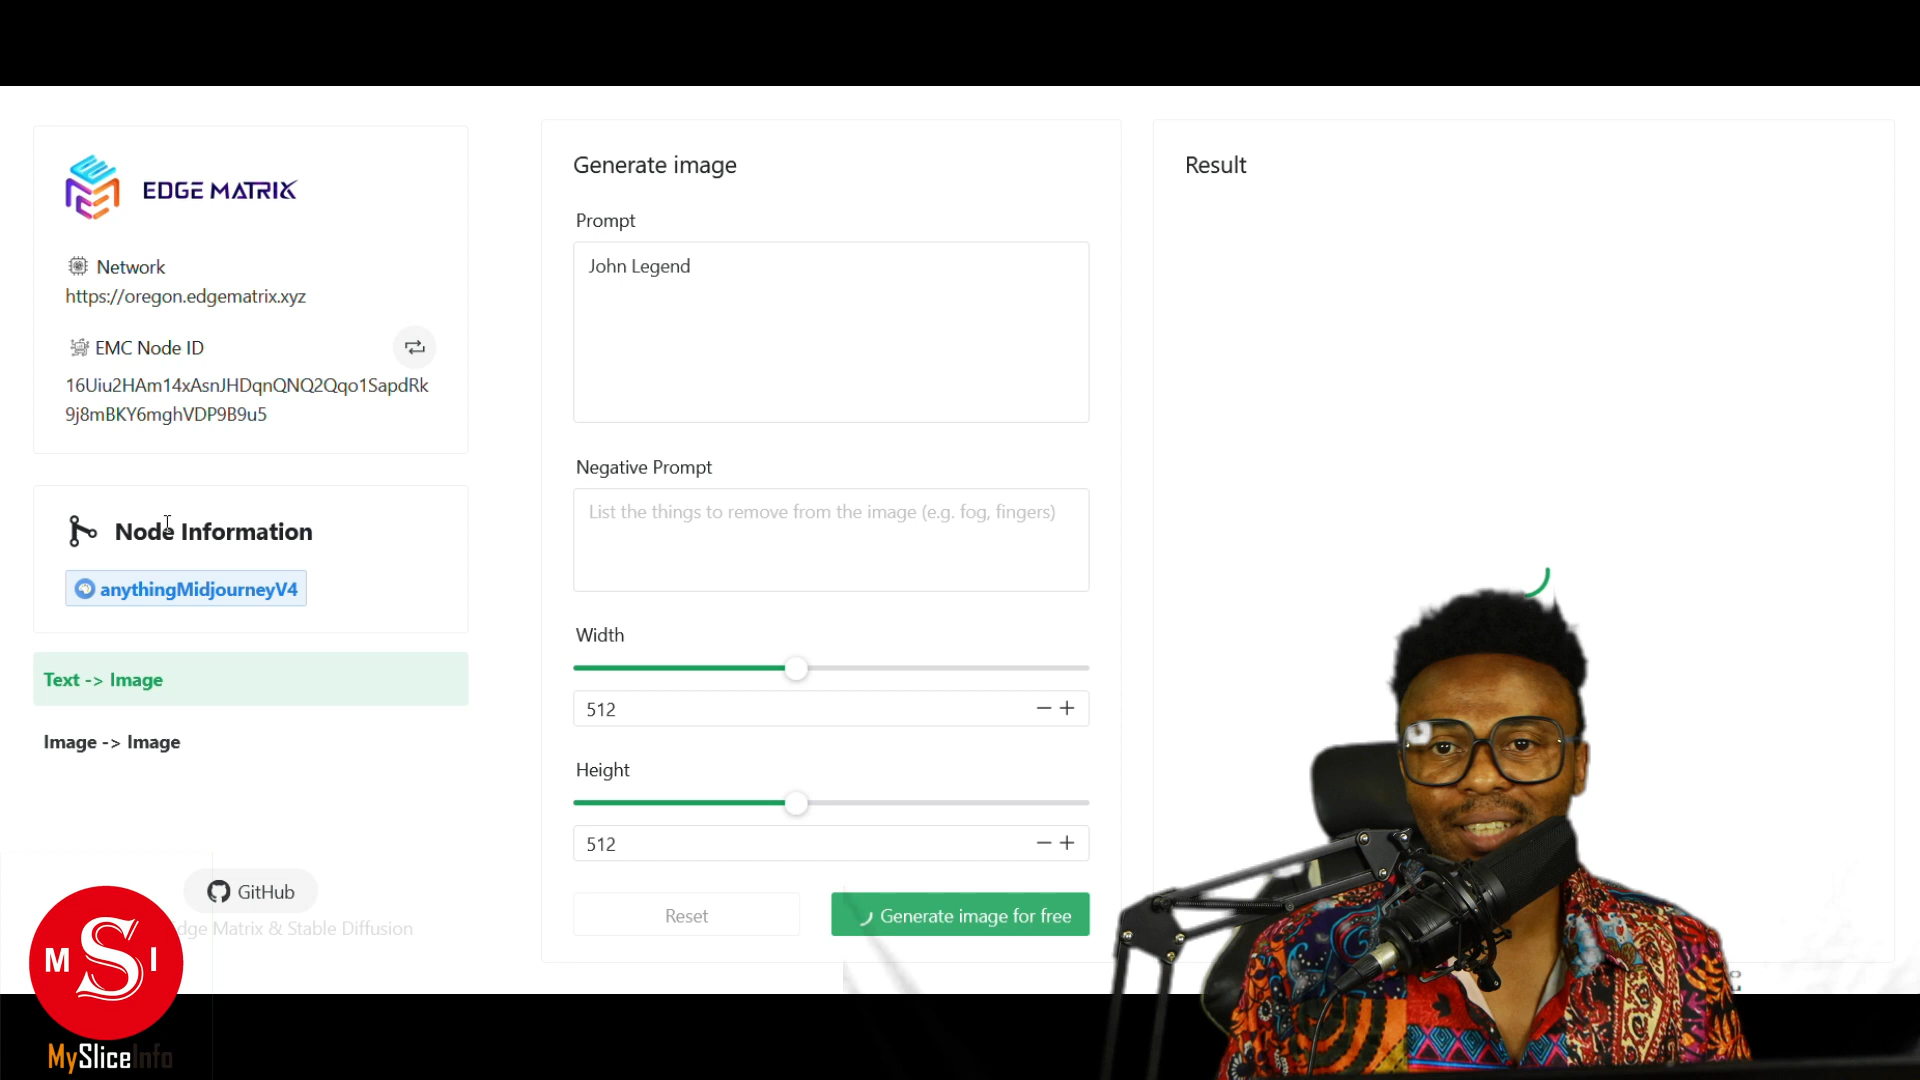 EDGE MATRIX
Network
https://oregon.edgematrix.xyz
EMC Node ID
16Uiu2HAm14xAsnJHDqnQNQ2Qqo1SapdRk
9j8mBKY6mghVDP9B9u5
Node Information
anythingMidjourneyV4
Text -> Image
Image -> Image
GitHub
dge Matrix & Stable Diffusion
MSI
MySliceInfo
Generate image
Prompt
John Legend
Negative Prompt
List the things to remove from the image (e.g. fog, fingers)
Width
512
Height
512
Reset
Generate image for free
Result